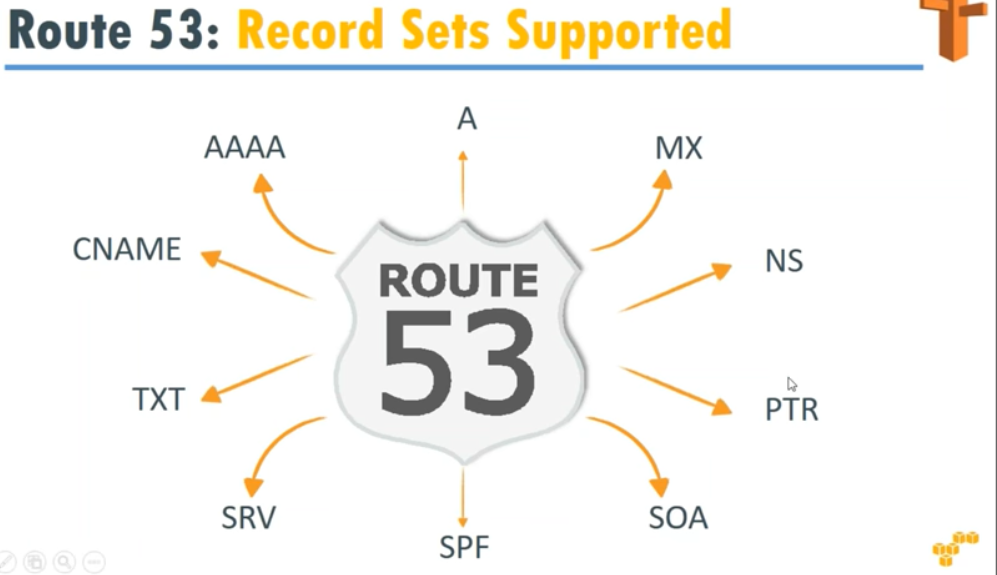 Route 53: Record Sets Supported
A
AAAA
MX
CNAME
NS
ROUTE
53
TXT
PTR
SRV
SOA
SPF